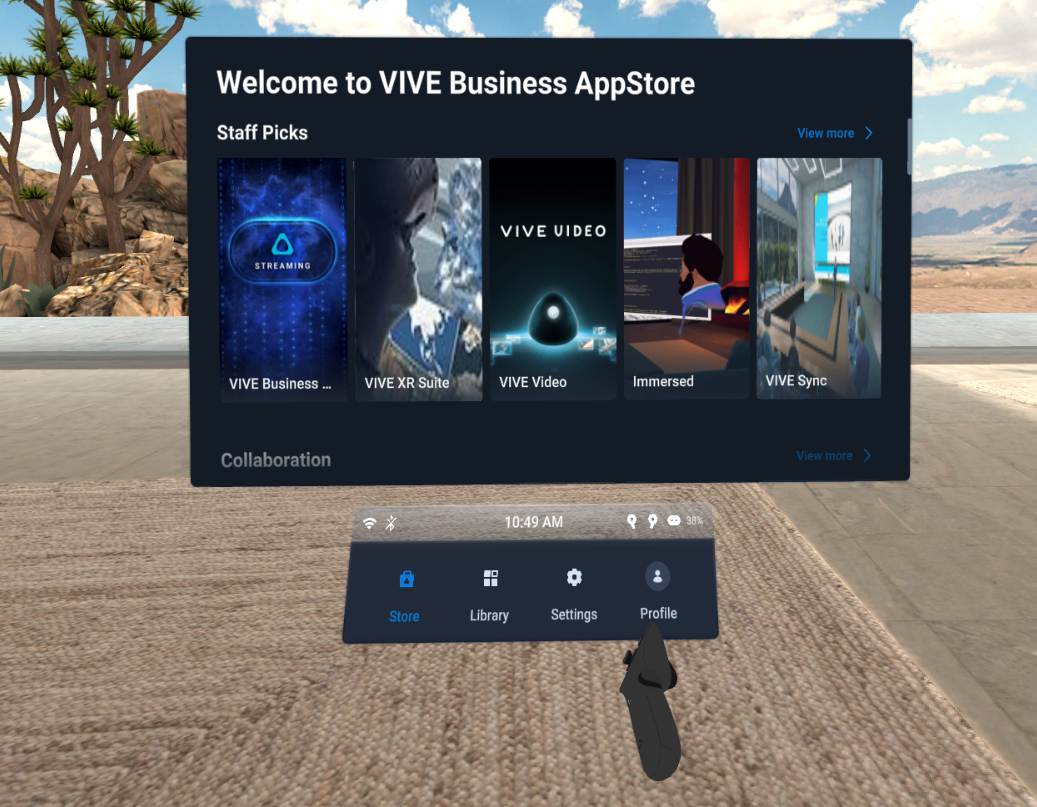 Welcome to VIVE Business AppStore
Staff Picks
View more
STREAMING
VIVE VIDEO
VIVE Business ...
VIVE XR Suite
VIVE Video
Immersed
VIVE Sync
Collaboration
View more
10:49 AM
38%
Store
Library
Settings
Profile